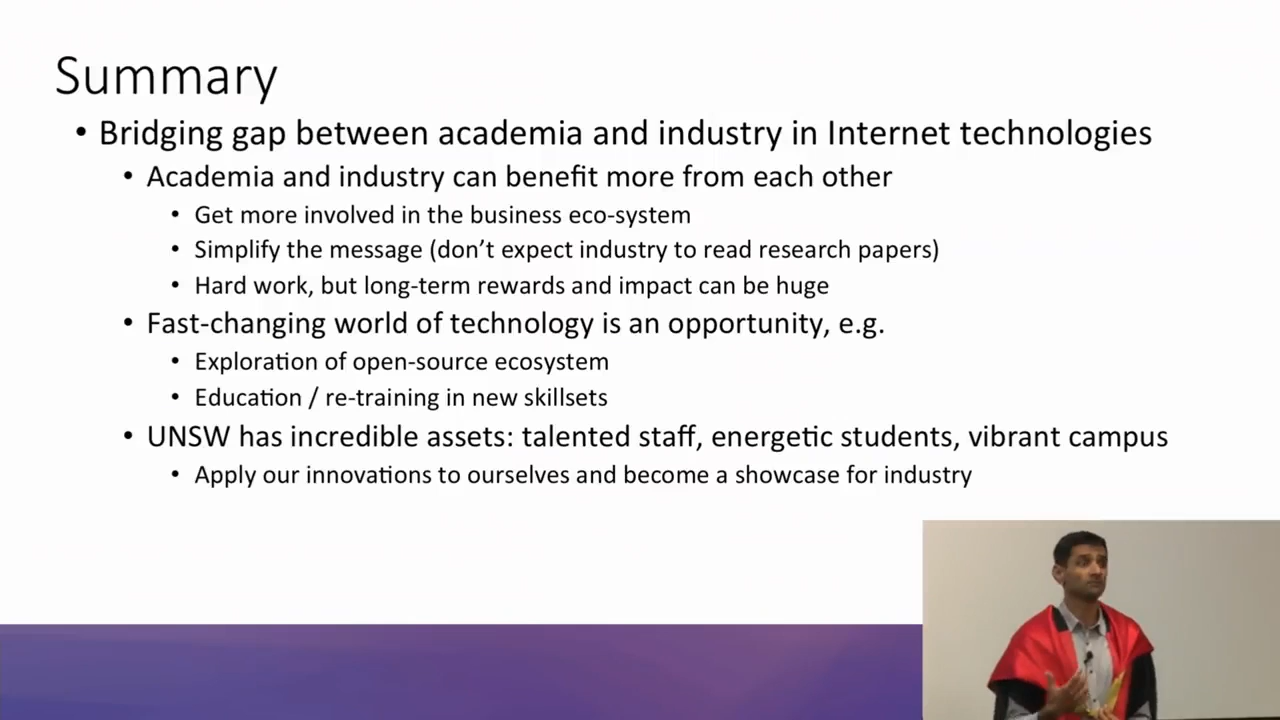 Summary
• Bridging gap between academia and industry in Internet technologies
• Academia and industry can benefit more from each other
• Get more involved in the business eco-system
• Simplify the message (don't expect industry to read research papers)
• Hard work, but long-term rewards and impact can be huge
• Fast-changing world of technology is an opportunity, e.g.
• Exploration of open-source ecosystem
• Education / re-training in new skillsets
• UNSW has incredible assets: talented staff, energetic students, vibrant campus
• Apply our innovations to ourselves and become a showcase for industry